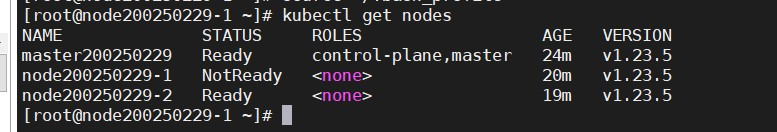 [root@node200250229-1 ~]# kubectl get nodes
NAME STATUS ROLES AGE VERSION
master200250229 Ready control-plane,master 24m v1.23.5
node200250229-1 NotReady <none> 20m v1.23.5
node200250229-2 Ready <none> 19m v1.23.5
[root@node200250229-1 ~]#